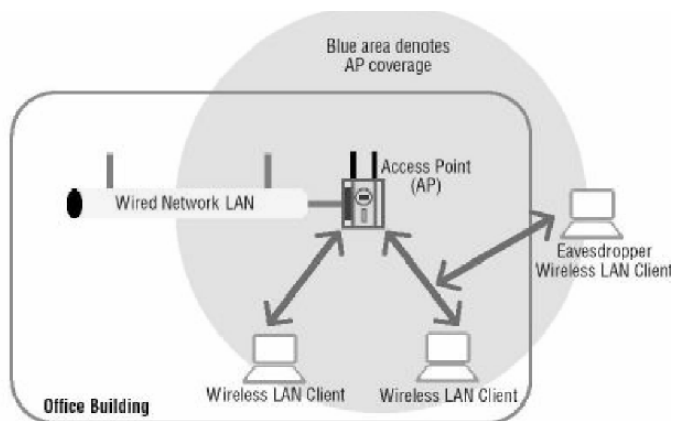 Blue area denotes
AP coverage
Access Point
(AP)
Wired Network LAN
Eavesdropper
Wireless LAN Client
Wireless LAN Client
Wireless LAN Client
Office Building